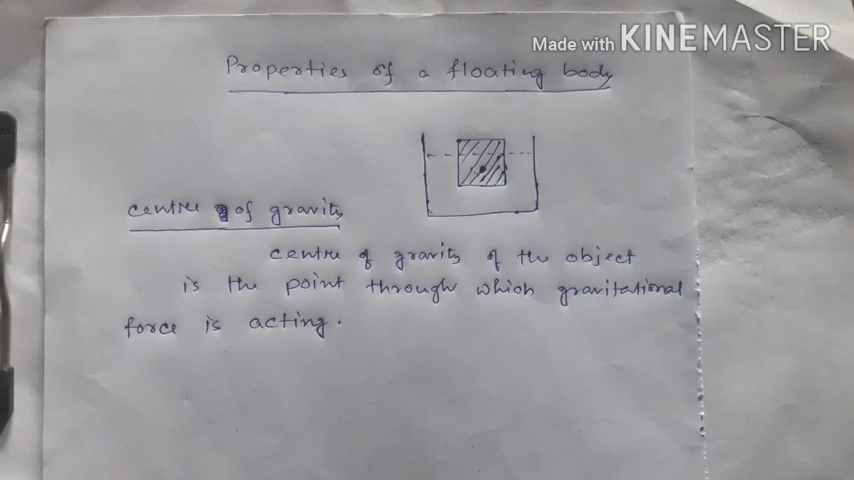 Made with KINEMASTER
Properties of a floating body
centre of gravity
centre of gravity of the object
is the point through which gravitational
force is acting.